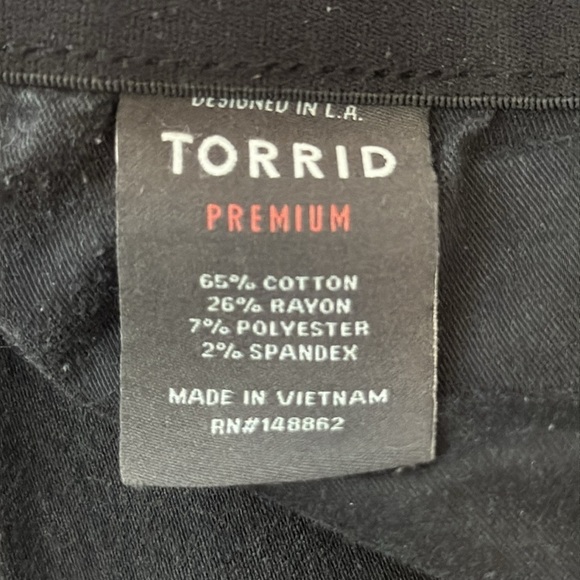 DESIGNED IN L.A.
TORRID
PREMIUM
65% COTTON
26% RAYON
7% POLYESTER
2% SPANDEX
MADE IN VIETNAM
RN#148862